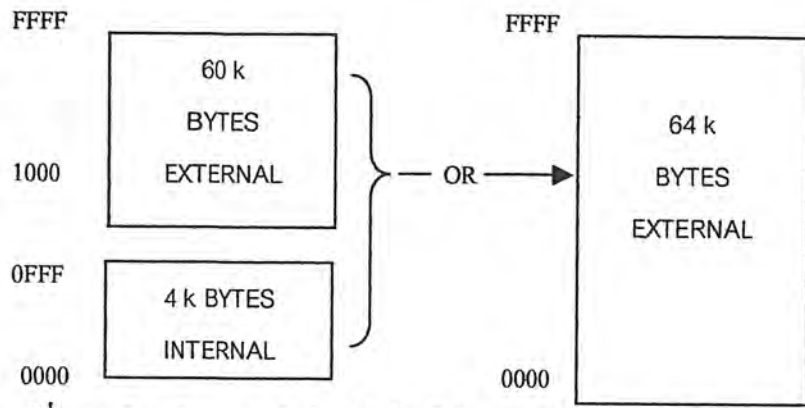 FFFF
60 k
BYTES
EXTERNAL
1000
0FFF
4 k BYTES
INTERNAL
0000
OR
FFFF
64 k
BYTES
EXTERNAL
0000